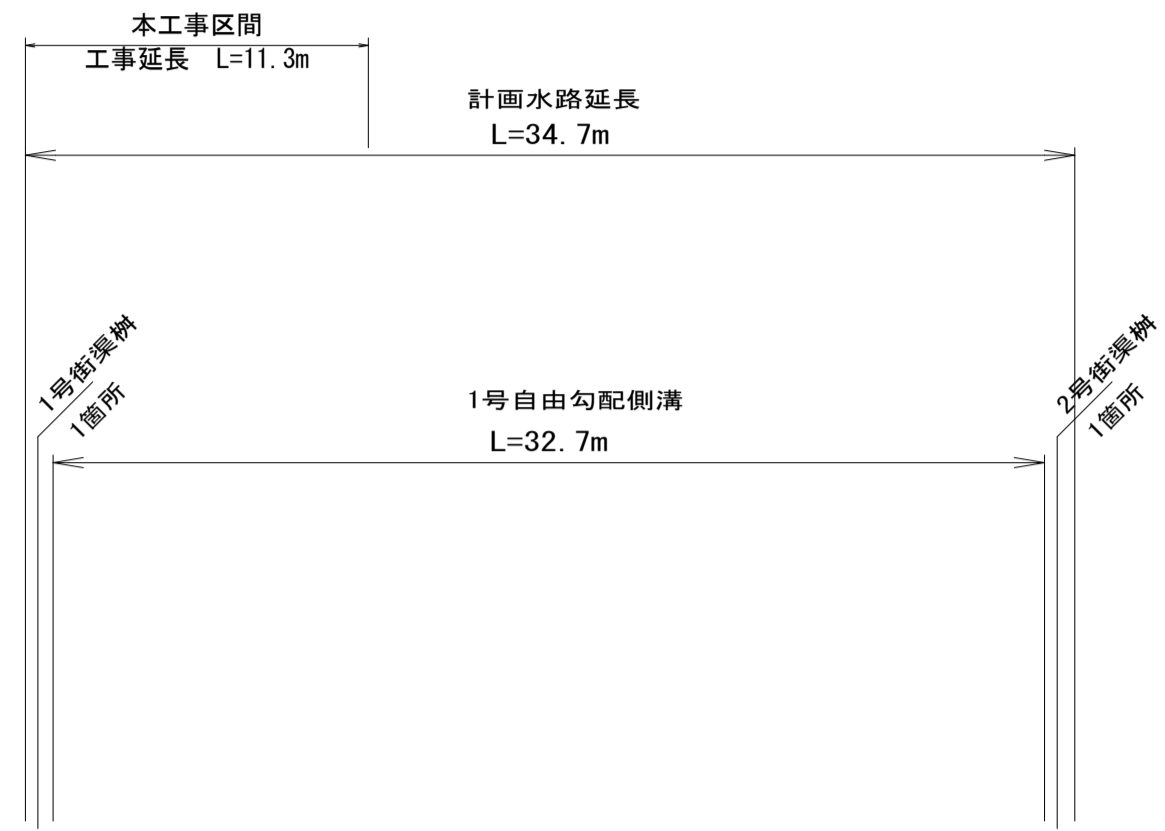 本工事区間
工事延長　L=11.3m
計画水路延長
L=34.7m
1号街渠桝
1箇所
1号自由勾配側溝
L=32.7m
2号街渠桝
1箇所